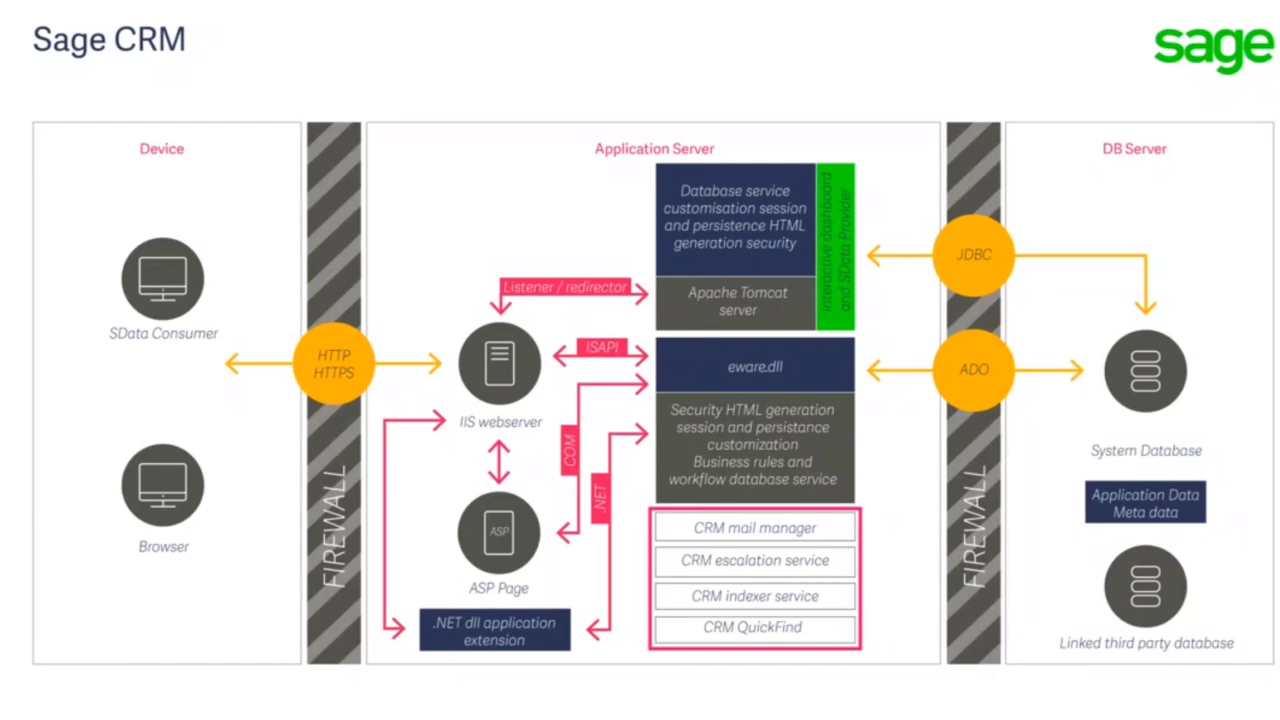 Sage CRM
sage
Device
SData Consumer
Browser
HTTP
HTTPS
FIREWALL
Application Server
Database service
customisation session
and persistence HTML
generation security
Interactive dashboard
and SData Provider
Apache Tomcat
server
Listener / redirector
ISAPI
IIS webserver
COM
.NET
ASP
ASP Page
.NET dll application
extension
eware.dll
Security HTML generation
session and persistance
customization
Business rules and
workflow database service
CRM mail manager
CRM escalation service
CRM indexer service
CRM QuickFind
JDBC
ADO
FIREWALL
DB Server
System Database
Application Data
Meta data
Linked third party database